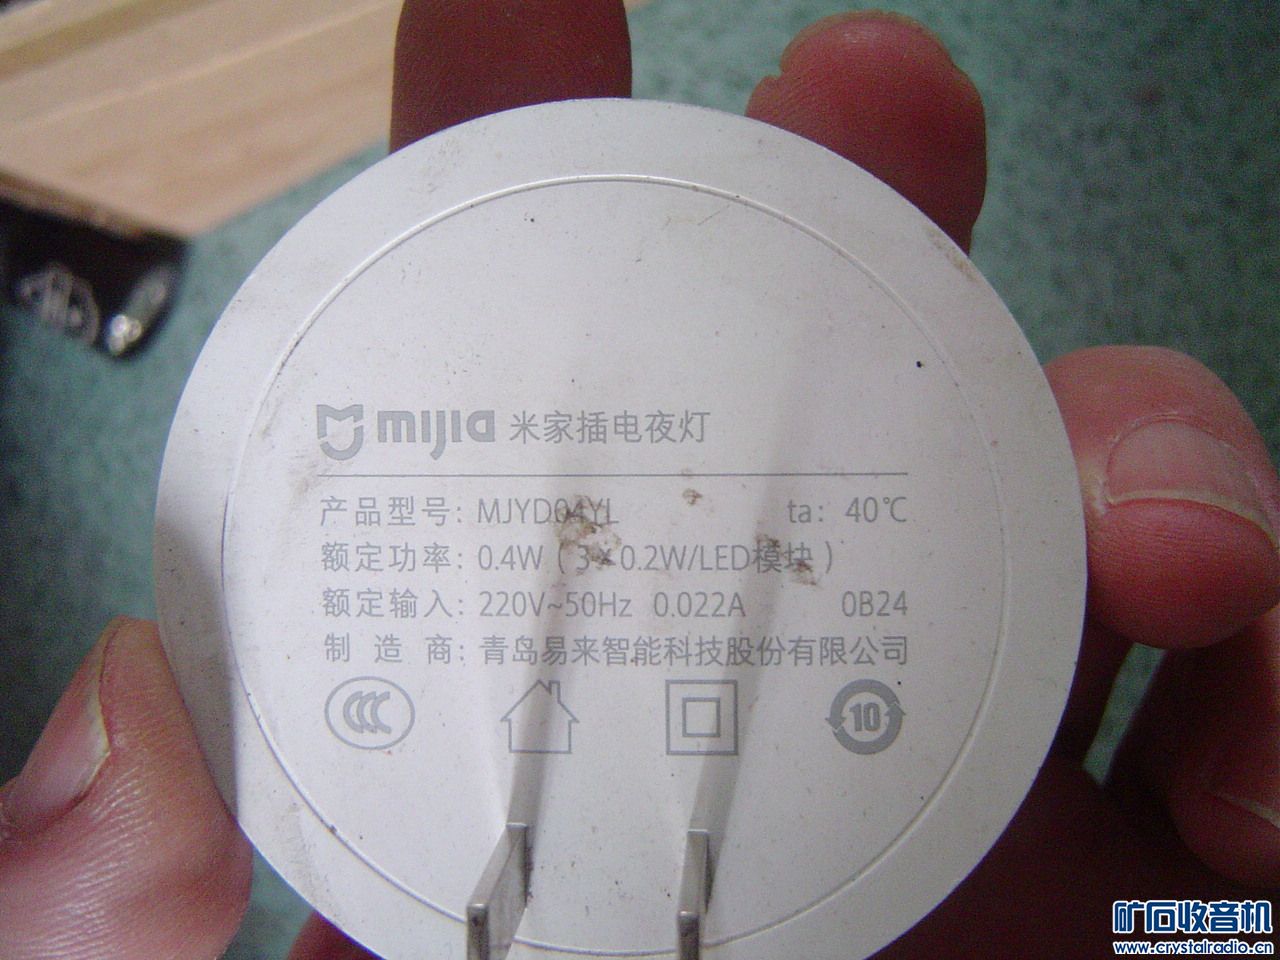 mijia 米家插电夜灯
产品型号: MJYD04YL ta: 40℃
额定功率: 0.4W ( 3×0.2W/LED模块 )
额定输入: 220V~50Hz 0.022A 0B24
制造商: 青岛易来智能科技股份有限公司
CCC 10
矿石收音机
www.crystalradio.cn